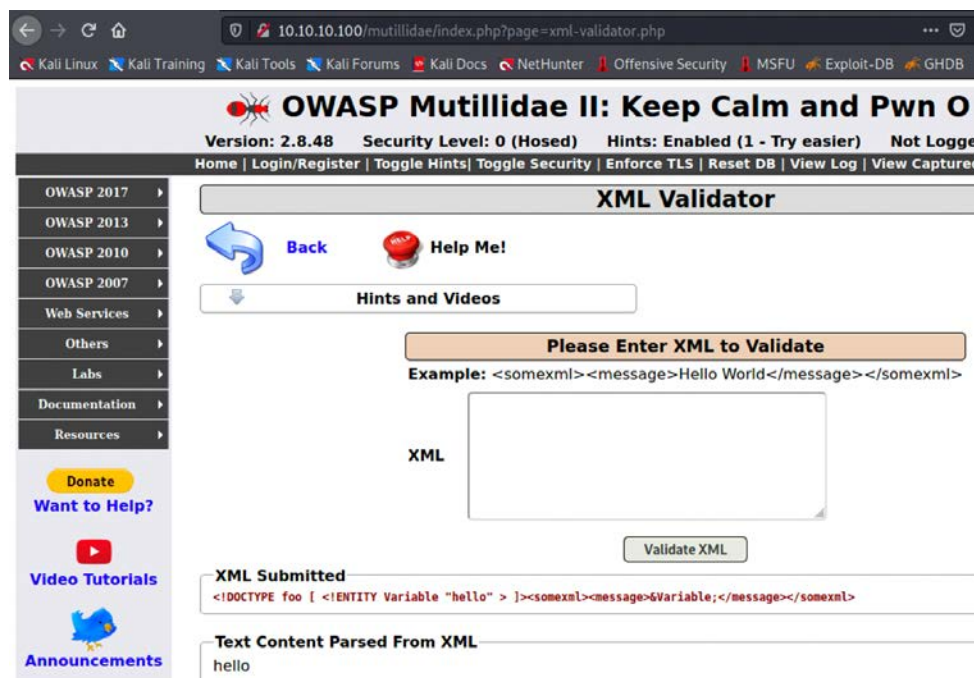 10.10.10.100/mutillidae/index.php?page=xml-validator.php
Kali Linux Kali Training Kali Tools Kali Forums Kali Docs NetHunter Offensive Security MSFU Exploit-DB GHDB
OWASP Mutillidae II: Keep Calm and Pwn O
Version: 2.8.48 Security Level: 0 (Hosed) Hints: Enabled (1 - Try easier) Not Logge
Home | Login/Register | Toggle Hints| Toggle Security | Enforce TLS | Reset DB | View Log | View Capture
OWASP 2017
OWASP 2013
OWASP 2010
OWASP 2007
Web Services
Others
Labs
Documentation
Resources
Donate
Want to Help?
Video Tutorials
Announcements
XML Validator
Back
HELP
Help Me!
Hints and Videos
Please Enter XML to Validate
Example: <somexml><message>Hello World</message></somexml>
XML
Validate XML
XML Submitted
<!DOCTYPE foo [ <!ENTITY Variable "hello" > ]><somexml><message>&Variable;</message></somexml>
Text Content Parsed From XML
hello